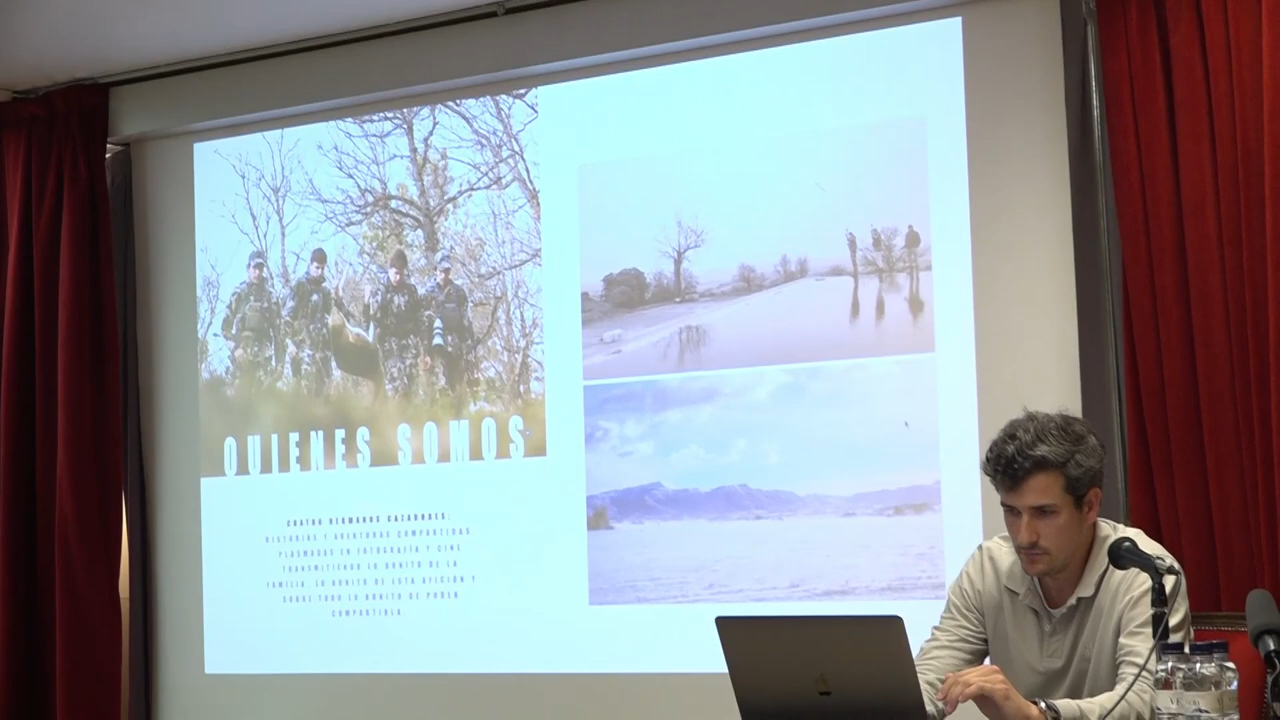 QUIENES SOMOS
CUATRO HERMANOS CAZADORES:
HISTORIAS Y AVENTURAS COMPARTIDAS
PLASMADAS EN FOTOGRAFÍA Y CINE
TRANSMITIENDO LO BONITO DE LA
FAMILIA, LO BONITO DE ESTA AFICIÓN Y
SOBRE TODO LO BONITO DE PODER
COMPARTIRLA.